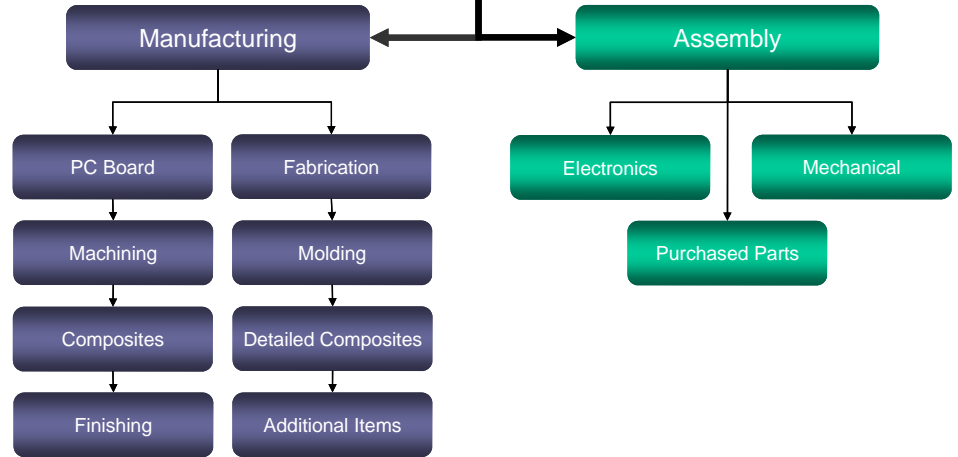 Manufacturing
Assembly
PC Board
Fabrication
Electronics
Mechanical
Machining
Molding
Purchased Parts
Composites
Detailed Composites
Finishing
Additional Items